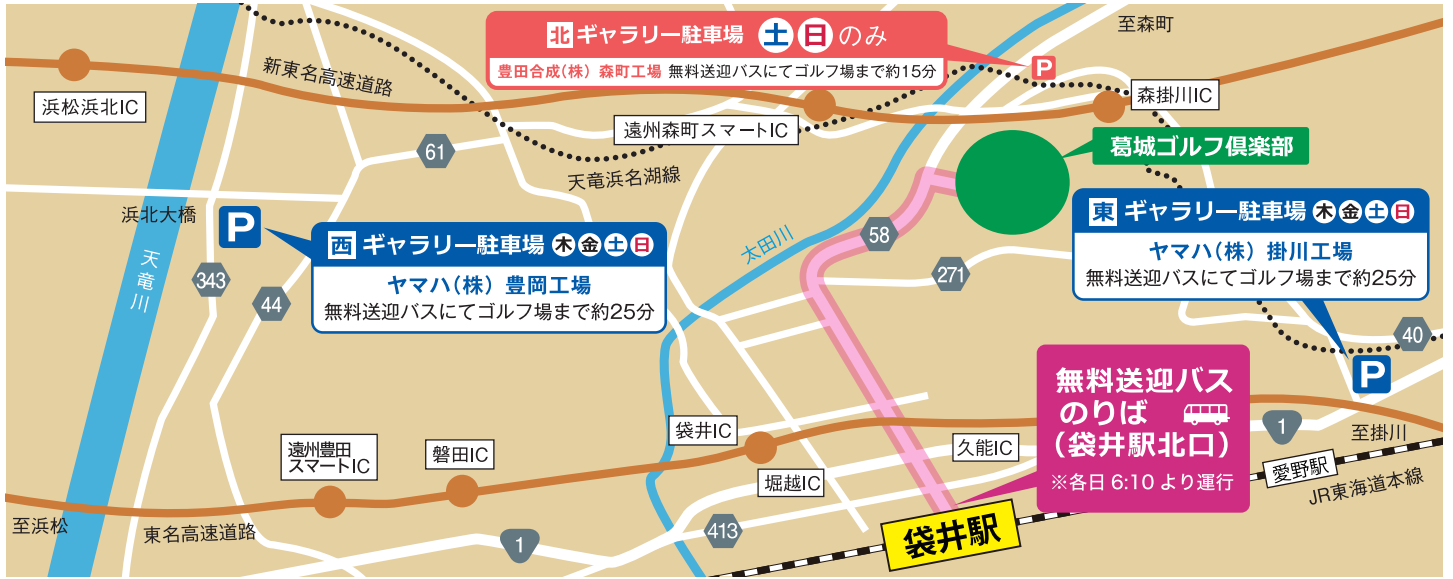 北 ギャラリー駐車場 土 日 のみ
豊田合成(株) 森町工場 無料送迎バスにてゴルフ場まで約15分
P
至森町
新東名高速道路
浜松浜北IC
森掛川IC
遠州森町スマートIC
61
天竜浜名湖線
葛城ゴルフ倶楽部
浜北大橋
P
西 ギャラリー駐車場 木 金 土 日
ヤマハ(株) 豊岡工場
無料送迎バスにてゴルフ場まで約25分
東 ギャラリー駐車場 木 金 土 日
ヤマハ(株) 掛川工場
無料送迎バスにてゴルフ場まで約25分
天竜川
343
44
太田川
58
271
40
P
無料送迎バス
のりば
(袋井駅北口)
※各日 6:10 より運行
1
至掛川
袋井IC
久能IC
遠州豊田
スマートIC
磐田IC
堀越IC
愛野駅
JR東海道本線
至浜松
東名高速道路
1
413
袋井駅